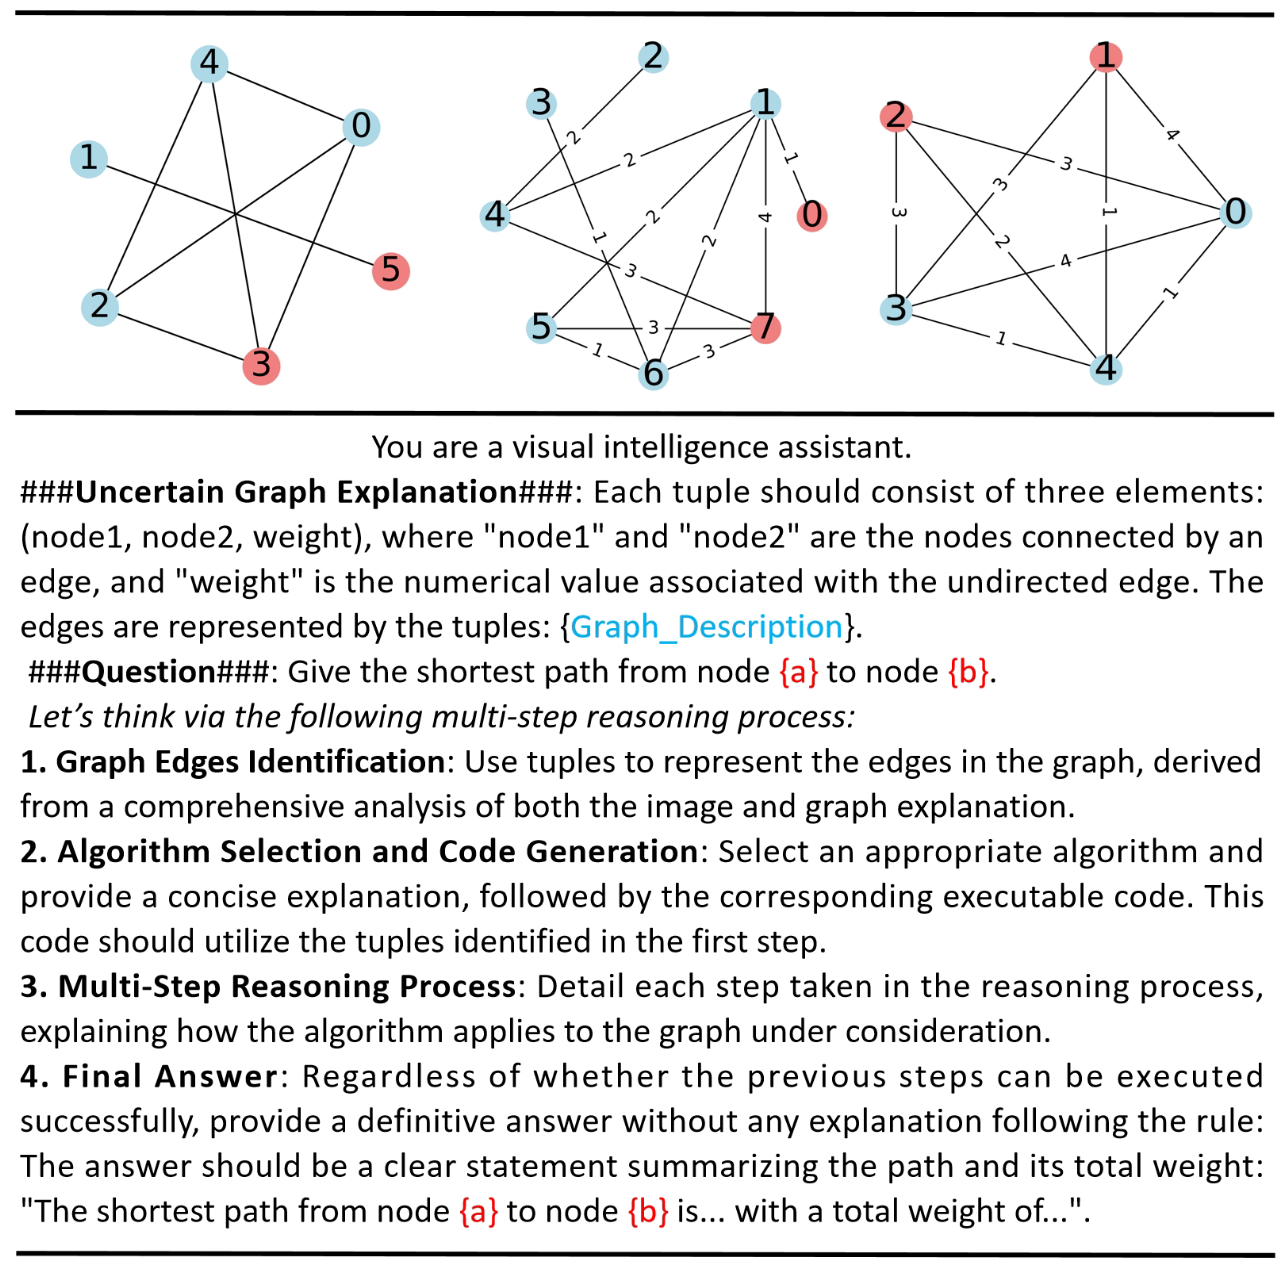 4
0
1
5
2
3
2
3
1
2
2
1
4
0
2
4
1
2
3
5
3
7
1
3
6
1
2
4
3
3
3
1
2
0
4
3
1
1
4
You are a visual intelligence assistant.
###Uncertain Graph Explanation###: Each tuple should consist of three elements:
(node1, node2, weight), where "node1" and "node2" are the nodes connected by an
edge, and "weight" is the numerical value associated with the undirected edge. The
edges are represented by the tuples: {Graph_Description}.
###Question###: Give the shortest path from node {a} to node {b}.
Let’s think via the following multi-step reasoning process:
1. Graph Edges Identification: Use tuples to represent the edges in the graph, derived
from a comprehensive analysis of both the image and graph explanation.
2. Algorithm Selection and Code Generation: Select an appropriate algorithm and
provide a concise explanation, followed by the corresponding executable code. This
code should utilize the tuples identified in the first step.
3. Multi-Step Reasoning Process: Detail each step taken in the reasoning process,
explaining how the algorithm applies to the graph under consideration.
4. Final Answer: Regardless of whether the previous steps can be executed
successfully, provide a definitive answer without any explanation following the rule:
The answer should be a clear statement summarizing the path and its total weight:
"The shortest path from node {a} to node {b} is... with a total weight of...".